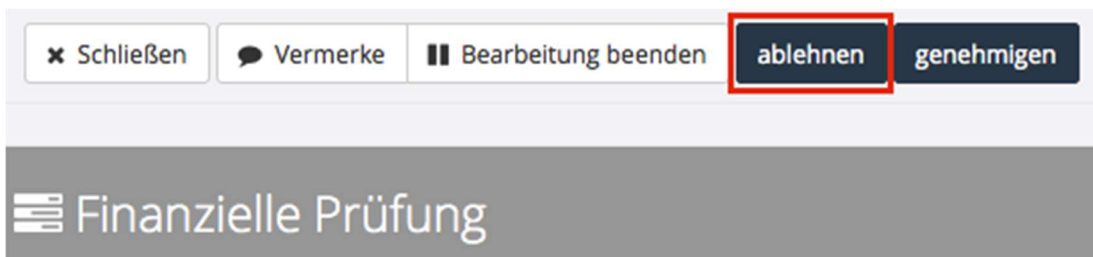 Schließen Vermerke Bearbeitung beenden ablehnen genehmigen
Finanzielle Prüfung